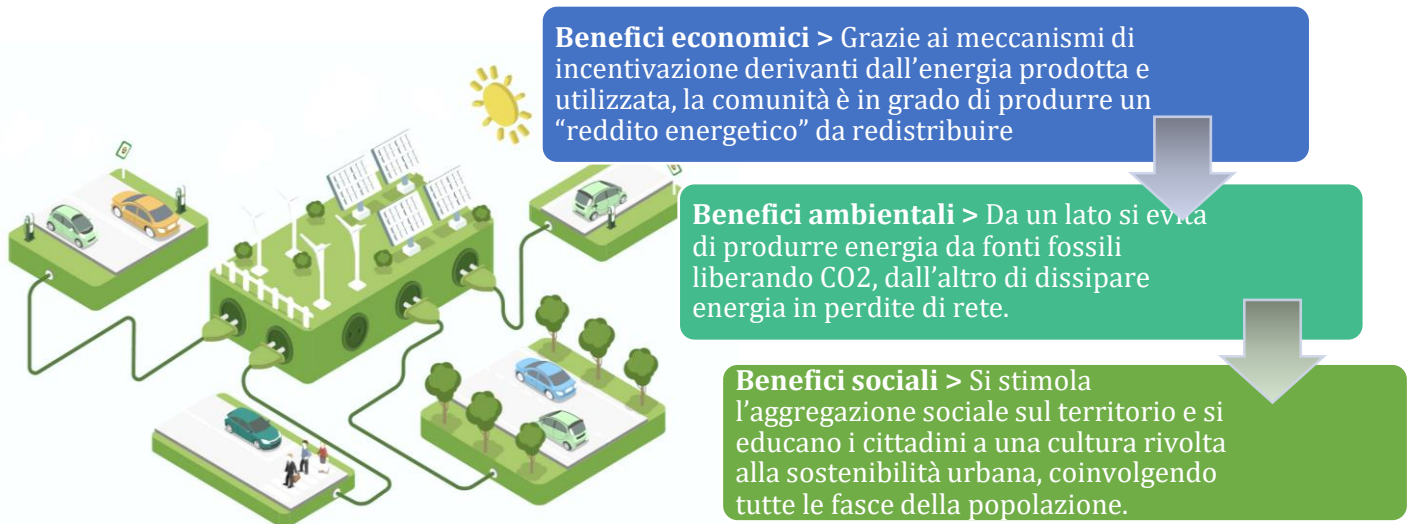 Benefici economici > Grazie ai meccanismi di
incentivazione derivanti dall’energia prodotta e
utilizzata, la comunità è in grado di produrre un
“reddito energetico” da redistribuire
Benefici ambientali > Da un lato si evita
di produrre energia da fonti fossili
liberando CO2, dall’altro di dissipare
energia in perdite di rete.
Benefici sociali > Si stimola
l’aggregazione sociale sul territorio e si
educano i cittadini a una cultura rivolta
alla sostenibilità urbana, coinvolgendo
tutte le fasce della popolazione.